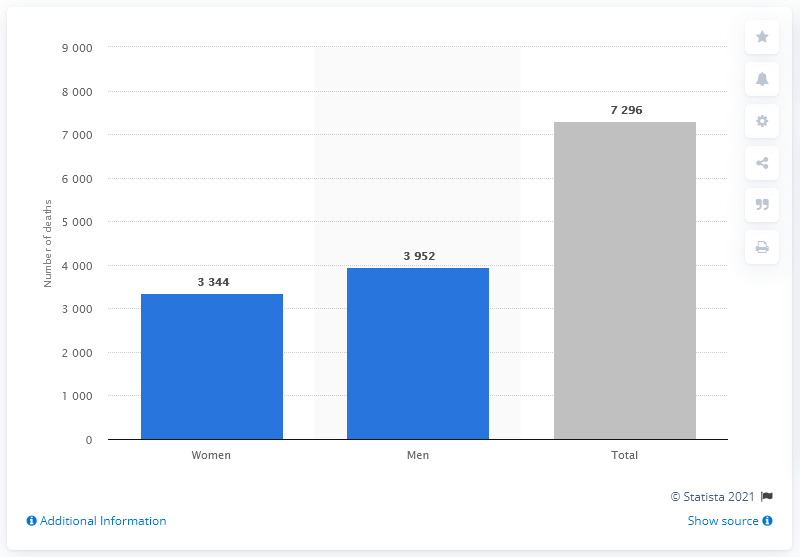 9 000
8 000
7 000
6 000
5 000
4 000
3 000
2 000
1 000
0
Number of deaths
3 344
3 952
7 296
Women
Men
Total
© Statista 2021
Additional Information
Show source